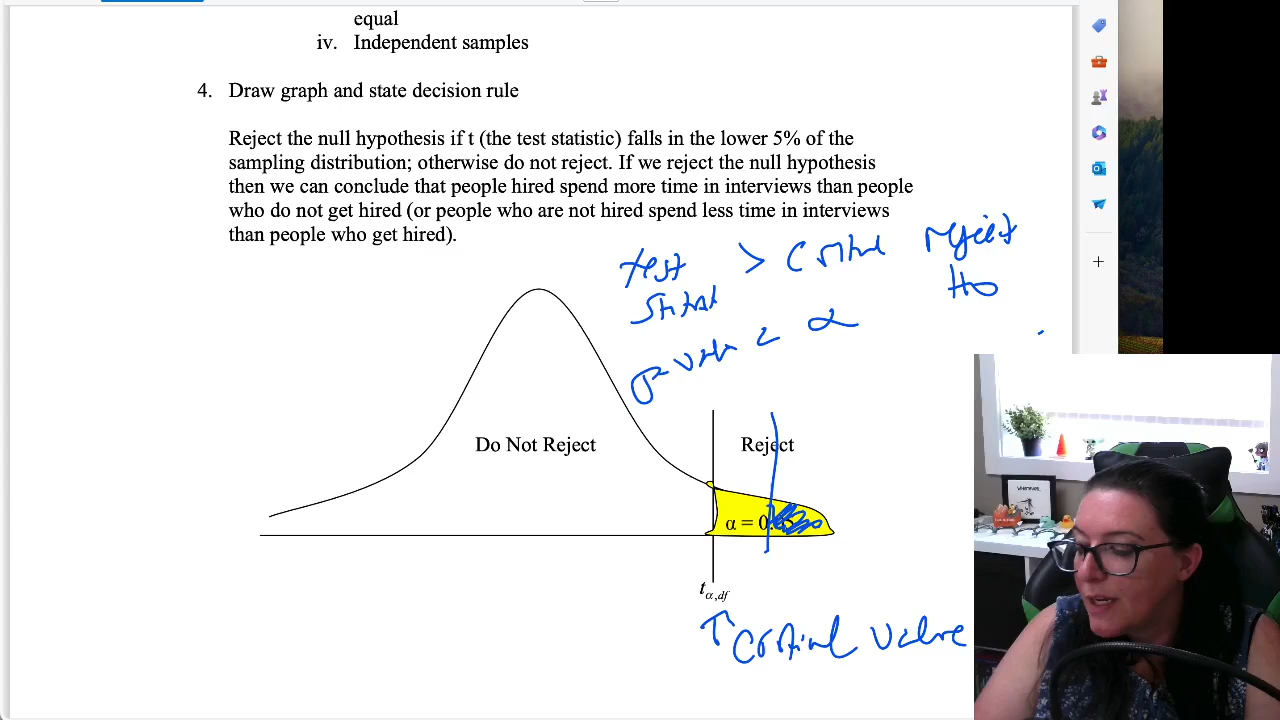 equal
iv. Independent samples
4. Draw graph and state decision rule
Reject the null hypothesis if t (the test statistic) falls in the lower 5% of the
sampling distribution; otherwise do not reject. If we reject the null hypothesis
then we can conclude that people hired spend more time in interviews than people
who do not get hired (or people who are not hired spend less time in interviews
than people who get hired).
test > critical reject
H0
p-value < α
Do Not Reject
Reject
α = 0.05
tα,df
↑ critical value